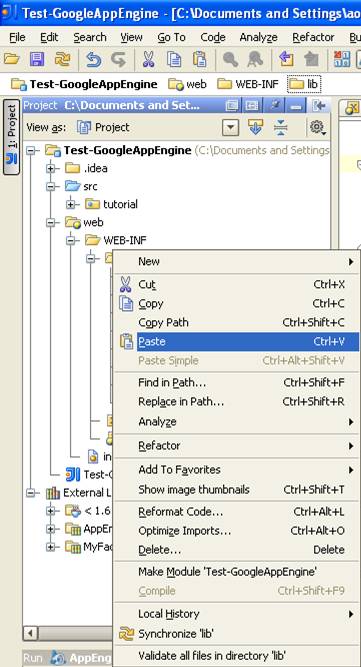 Test-GoogleAppEngine - [C:\Documents and Settings\ao
File Edit Search View Go To Code Analyze Refactor Bu
Test-GoogleAppEngine web WEB-INF lib
1: Project
Project C:\Documents and Set...
View as: Project
Test-GoogleAppEngine (C:\Documents and Settings
.idea
src
tutorial
web
WEB-INF
New
Cut Ctrl+X
Copy Ctrl+C
Copy Path Ctrl+Shift+C
Paste Ctrl+V
Paste Simple Ctrl+Alt+Shift+V
Find in Path... Ctrl+Shift+F
Replace in Path... Ctrl+Shift+R
Analyze
Refactor
Add To Favorites
in
Test-G
Show image thumbnails Ctrl+Shift+T
External L
< 1.6
Reformat Code... Ctrl+Alt+L
AppEn
Optimize Imports... Ctrl+Alt+O
MyFac
Delete... Delete
Make Module 'Test-GoogleAppEngine'
Compile Ctrl+Shift+F9
Local History
Synchronize 'lib'
Run AppEng
Validate all files in directory 'lib'